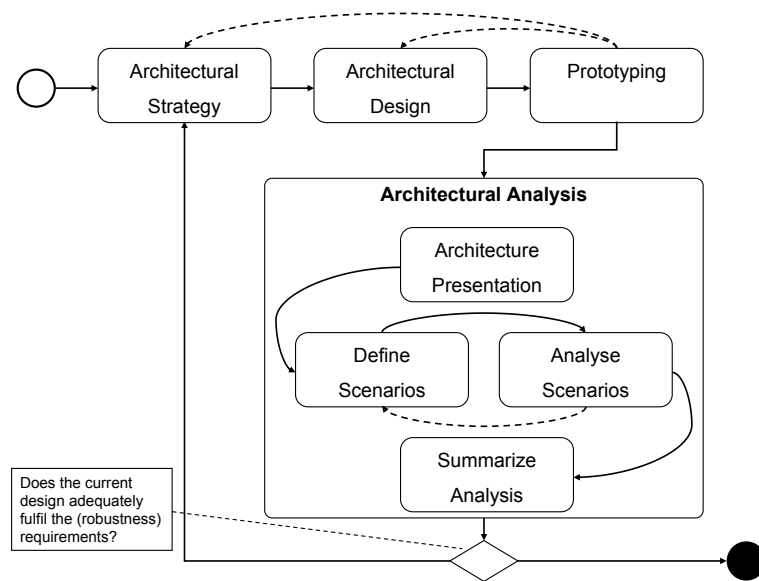 Architectural
Strategy
Architectural
Design
Prototyping
Architectural Analysis
Architecture
Presentation
Define
Scenarios
Analyse
Scenarios
Summarize
Analysis
Does the current
design adequately
fulfil the (robustness)
requirements?